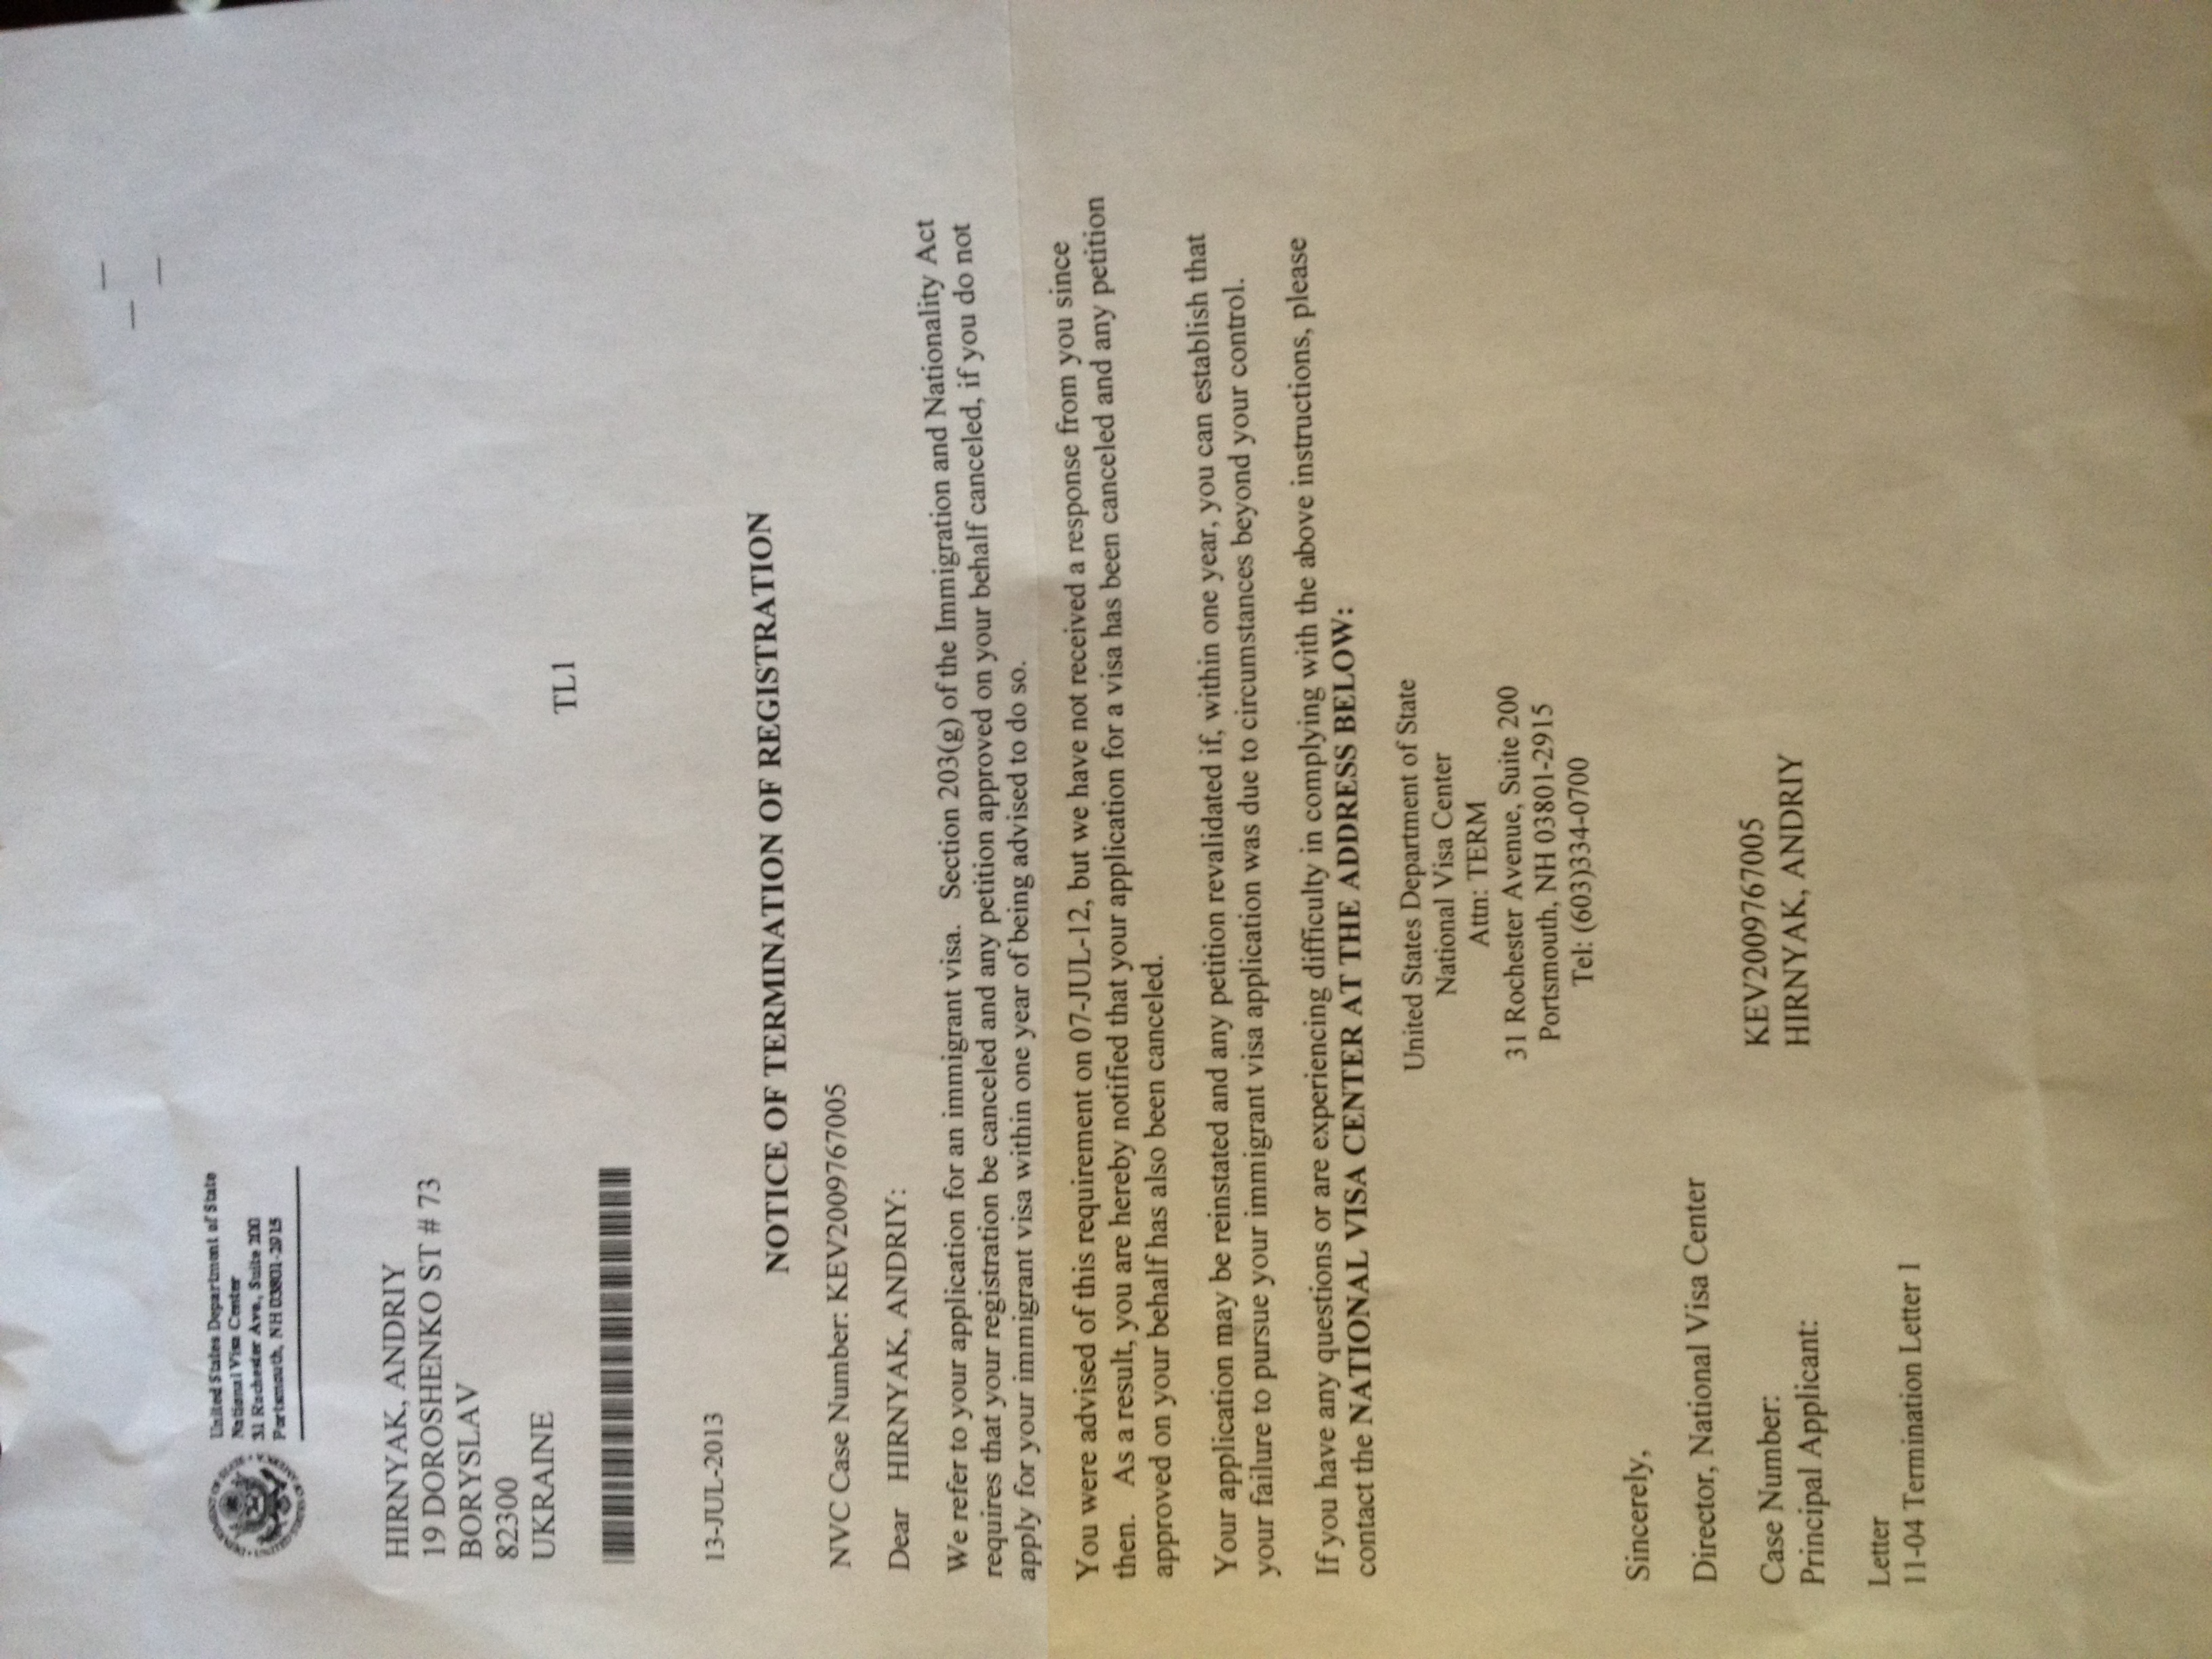 United States Department of State
National Visa Center
31 Rochester Ave., Suite 200
Portsmouth, NH 03801-2915
HIRNYAK, ANDRIY
19 DOROSHENKO ST # 73
BORYSLAV
82300
UKRAINE
TL1
13-JUL-2013
NOTICE OF TERMINATION OF REGISTRATION
NVC Case Number: KEV2009767005
Dear HIRNYAK, ANDRIY:
We refer to your application for an immigrant visa. Section 203(g) of the Immigration and Nationality Act
requires that your registration be canceled and any petition approved on your behalf canceled, if you do not
apply for your immigrant visa within one year of being advised to do so.
You were advised of this requirement on 07-JUL-12, but we have not received a response from you since
then. As a result, you are hereby notified that your application for a visa has been canceled and any petition
approved on your behalf has also been canceled.
Your application may be reinstated and any petition revalidated if, within one year, you can establish that
your failure to pursue your immigrant visa application was due to circumstances beyond your control.
If you have any questions or are experiencing difficulty in complying with the above instructions, please
contact the NATIONAL VISA CENTER AT THE ADDRESS BELOW:
United States Department of State
National Visa Center
Attn: TERM
31 Rochester Avenue, Suite 200
Portsmouth, NH 03801-2915
Tel: (603)334-0700
Sincerely,
Director, National Visa Center
Case Number: KEV2009767005
Principal Applicant: HIRNYAK, ANDRIY
Letter
11-04 Termination Letter 1